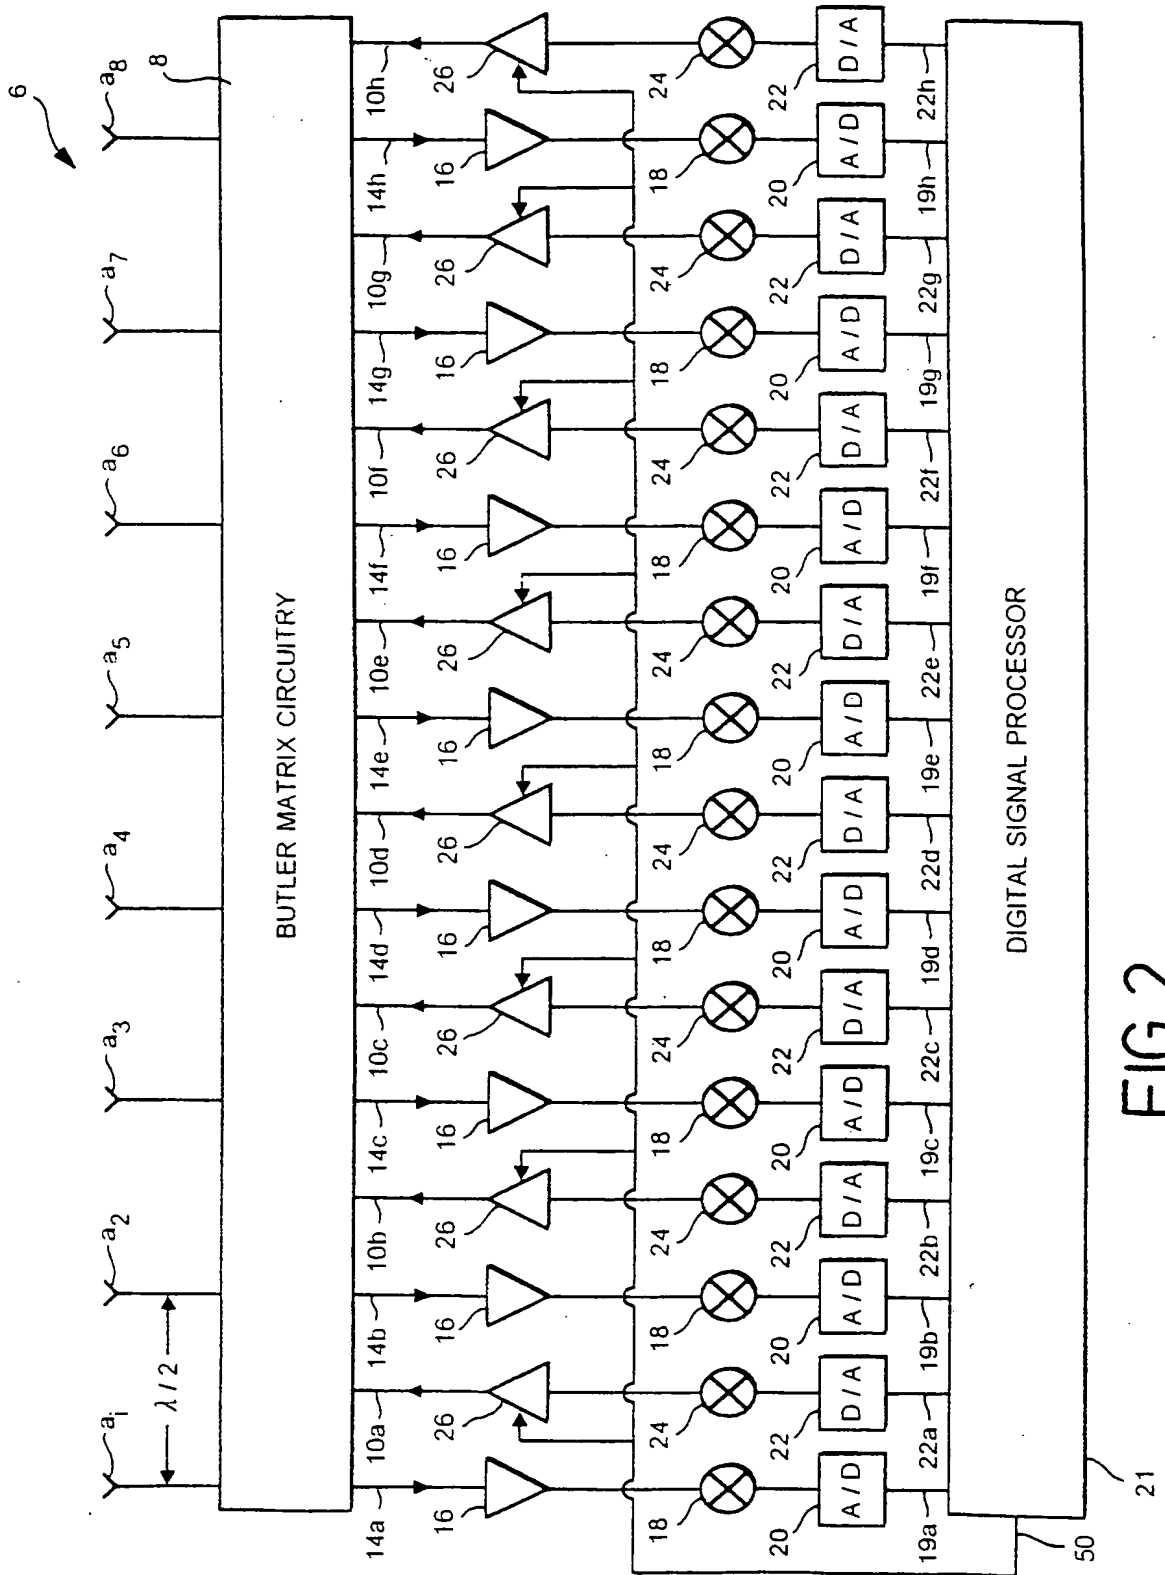 6
a₁ a₂ a₃ a₄ a₅ a₆ a₇ a₈
λ/2
8
BUTLER MATRIX CIRCUITRY
14a 10a 14b 10b 14c 10c 14d 10d 14e 10e 14f 10f 14g 10g 14h 10h
16 26 16 26 16 26 16 26 16 26 16 26 16 26 16 26
18 24 18 24 18 24 18 24 18 24 18 24 18 24 18 24
20 22 20 22 20 22 20 22 20 22 20 22 20 22 20 22
A/D D/A A/D D/A A/D D/A A/D D/A A/D D/A A/D D/A A/D D/A A/D D/A
19a 22a 19b 22b 19c 22c 19d 22d 19e 22e 19f 22f 19g 22g 19h 22h
DIGITAL SIGNAL PROCESSOR
50 21
FIG 2